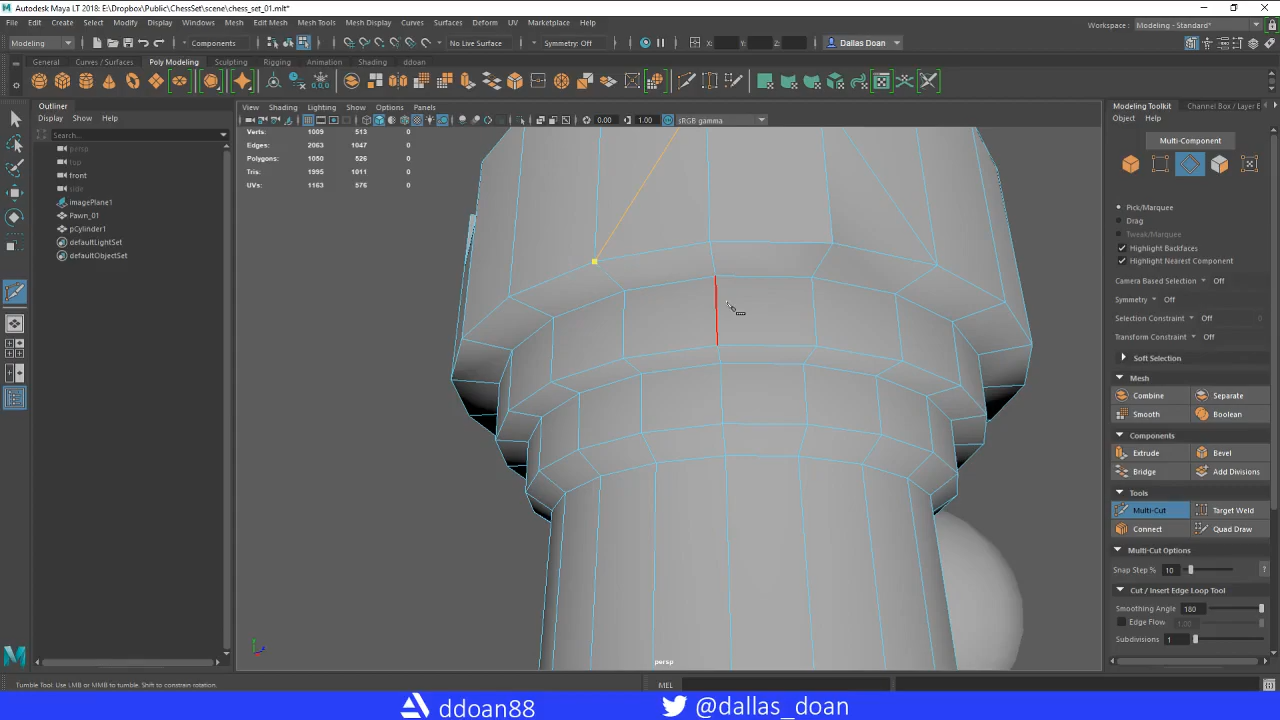 Autodesk Maya LT 2018: E:\Dropbox\Public\ChessSet\scene\chess_set_01.mlt*
File Edit Create Select Modify Display Windows Mesh Edit Mesh Mesh Tools Mesh Display Curves Surfaces Deform UV Marketplace Help
Workspace : Modeling - Standard*
Modeling Components No Live Surface Symmetry: Off X: Y: Z: Dallas Doan
General Curves / Surfaces Poly Modeling Sculpting Rigging Animation Shading ddoan
Outliner
Display Show Help
Search...
persp
top
front
side
imagePlane1
Pawn_01
pCylinder1
defaultLightSet
defaultObjectSet
View Shading Lighting Show Options Panels
0.00 1.00 sRGB gamma
Verts: 1009 513 0
Edges: 2063 1047 0
Polygons: 1050 526 0
Tris: 1995 1011 0
UVs: 1163 576 0
persp
Modeling Toolkit Channel Box / Layer E
Object Help
Multi-Component
Pick/Marquee
Drag
Tweak/Marquee
Highlight Backfaces
Highlight Nearest Component
Camera Based Selection Off
Symmetry Off
Selection Constraint Off 0
Transform Constraint Off
Soft Selection
Mesh
Combine Separate
Smooth Boolean
Components
Extrude Bevel
Bridge Add Divisions
Tools
Multi-Cut Target Weld
Connect Quad Draw
Multi-Cut Options
Snap Step % 10 ?
Cut / Insert Edge Loop Tool
Smoothing Angle 180
Edge Flow 1.00
Subdivisions 1
Tumble Tool: Use LMB or MMB to tumble. Shift to constrain rotation.
MEL
ddoan88 @dallas_doan